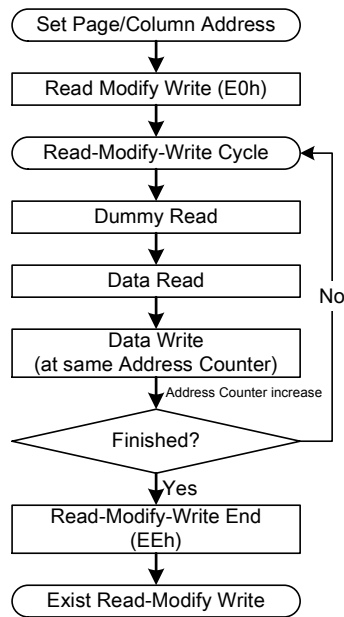 Set Page/Column Address
Read Modify Write (E0h)
Read-Modify-Write Cycle
Dummy Read
Data Read
No
Data Write
(at same Address Counter)
Address Counter increase
Finished?
Yes
Read-Modify-Write End
(EEh)
Exist Read-Modify Write